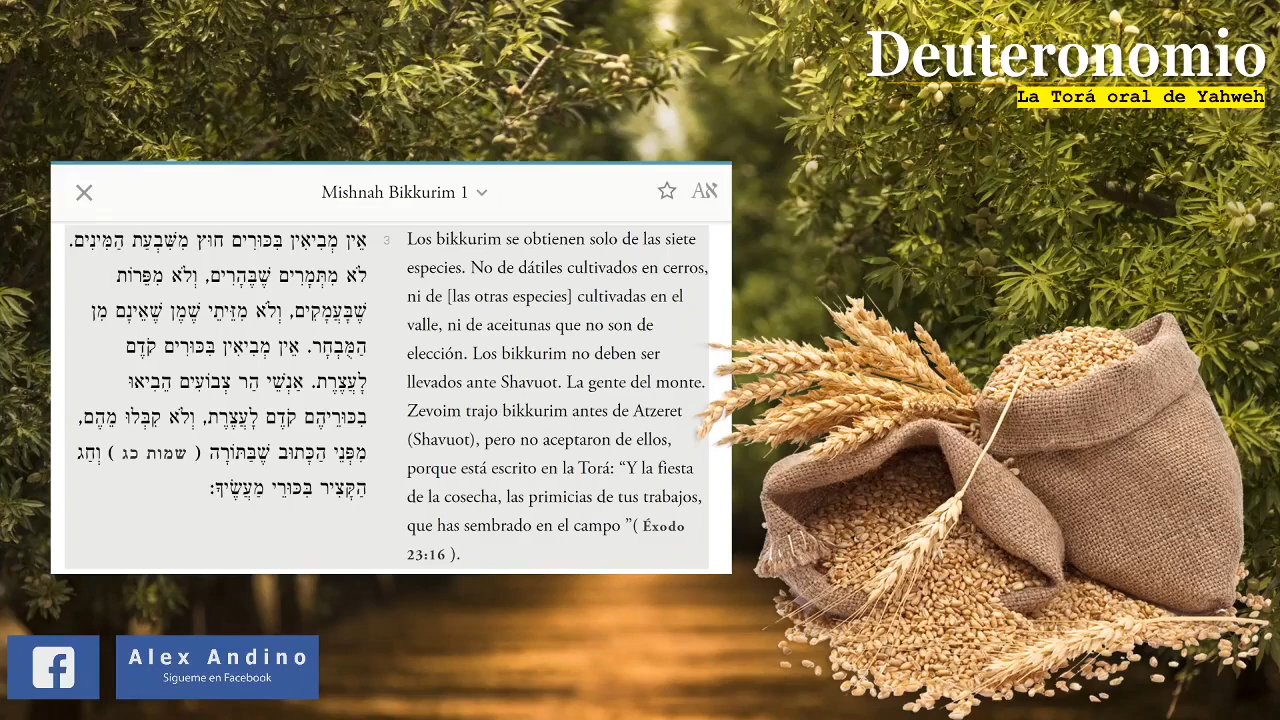 Deuteronomio
La Torá oral de Yahweh
Mishnah Bikkurim 1
Aא
אֵין מְבִיאִין בִּכּוּרִים חוּץ מִשִּׁבְעַת הַמִּינִים.
לֹא מִתְּמָרִים שֶׁבֶּהָרִים, וְלֹא מִפֵּרוֹת
שֶׁבָּעֲמָקִים, וְלֹא מִזֵּיתֵי שֶׁמֶן שֶׁאֵינָם מִן
הַמֻּבְחָר. אֵין מְבִיאִין בִּכּוּרִים קֹדֶם
לָעֲצֶרֶת. אַנְשֵׁי הַר צְבוֹעִים הֵבִיאוּ
בִכּוּרֵיהֶם קֹדֶם לָעֲצֶרֶת, וְלֹא קִבְּלוּ מֵהֶם,
מִפְּנֵי הַכָּתוּב שֶׁבַּתּוֹרָה ( שמות כג ) וְחַג
הַקָּצִיר בִּכּוּרֵי מַעֲשֶׂיךָ:
3
Los bikkurim se obtienen solo de las siete
especies. No de dátiles cultivados en cerros,
ni de [las otras especies] cultivadas en el
valle, ni de aceitunas que no son de
elección. Los bikkurim no deben ser
llevados ante Shavuot. La gente del monte.
Zevoim trajo bikkurim antes de Atzeret
(Shavuot), pero no aceptaron de ellos,
porque está escrito en la Torá: “Y la fiesta
de la cosecha, las primicias de tus trabajos,
que has sembrado en el campo ”( Éxodo
23:16 ).
f
Alex Andino
Sigueme en Facebook